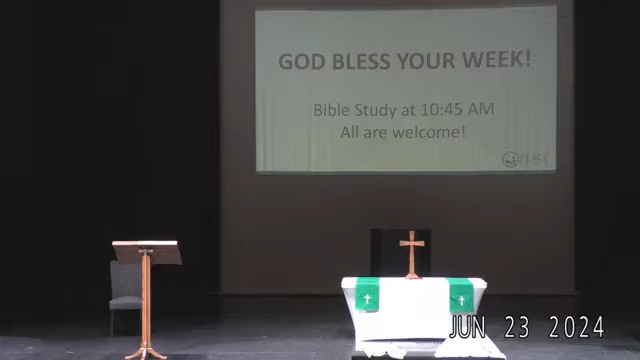 GOD BLESS YOUR WEEK!
Bible Study at 10:45 AM
All are welcome!
JUN 23 2024